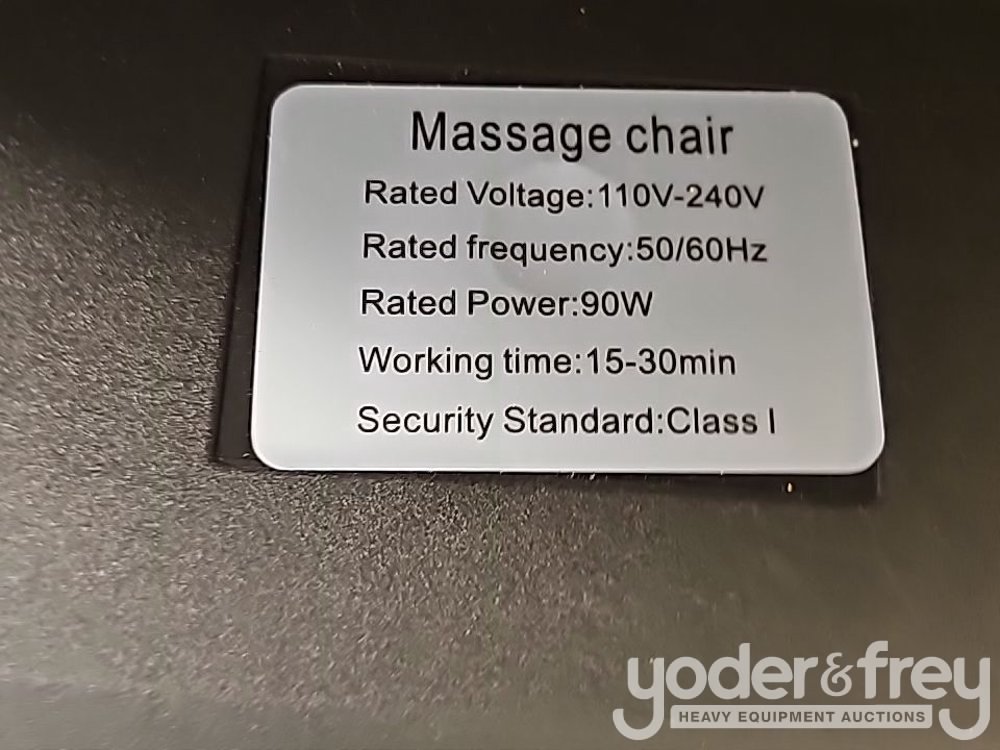 Massage chair
Rated Voltage:110V-240V
Rated frequency:50/60Hz
Rated Power:90W
Working time:15-30min
Security Standard:Class I
yoder&frey
HEAVY EQUIPMENT AUCTIONS